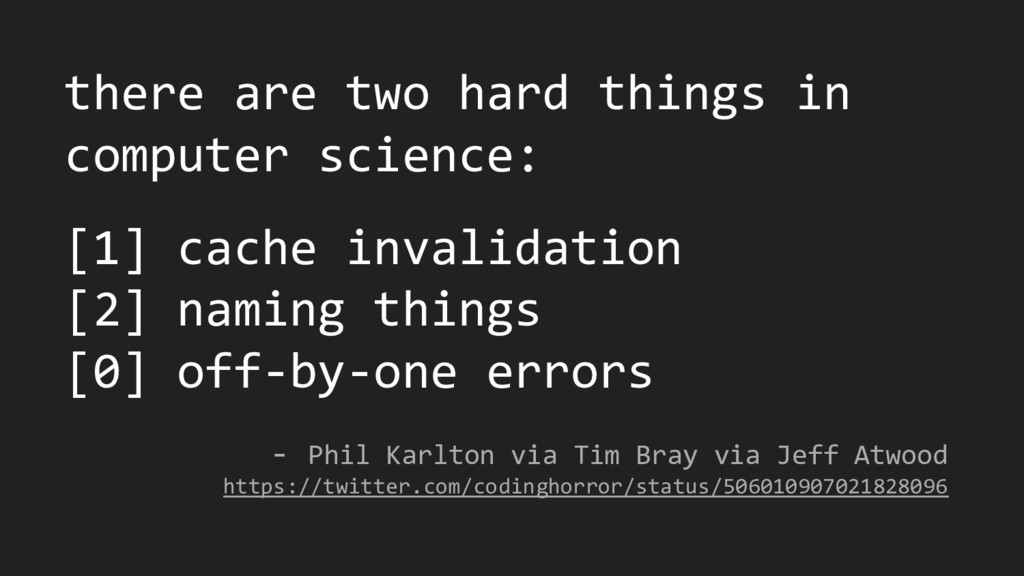 there are two hard things in
computer science:
[1] cache invalidation
[2] naming things
[0] off-by-one errors
- Phil Karlton via Tim Bray via Jeff Atwood
https://twitter.com/codinghorror/status/506010907021828096